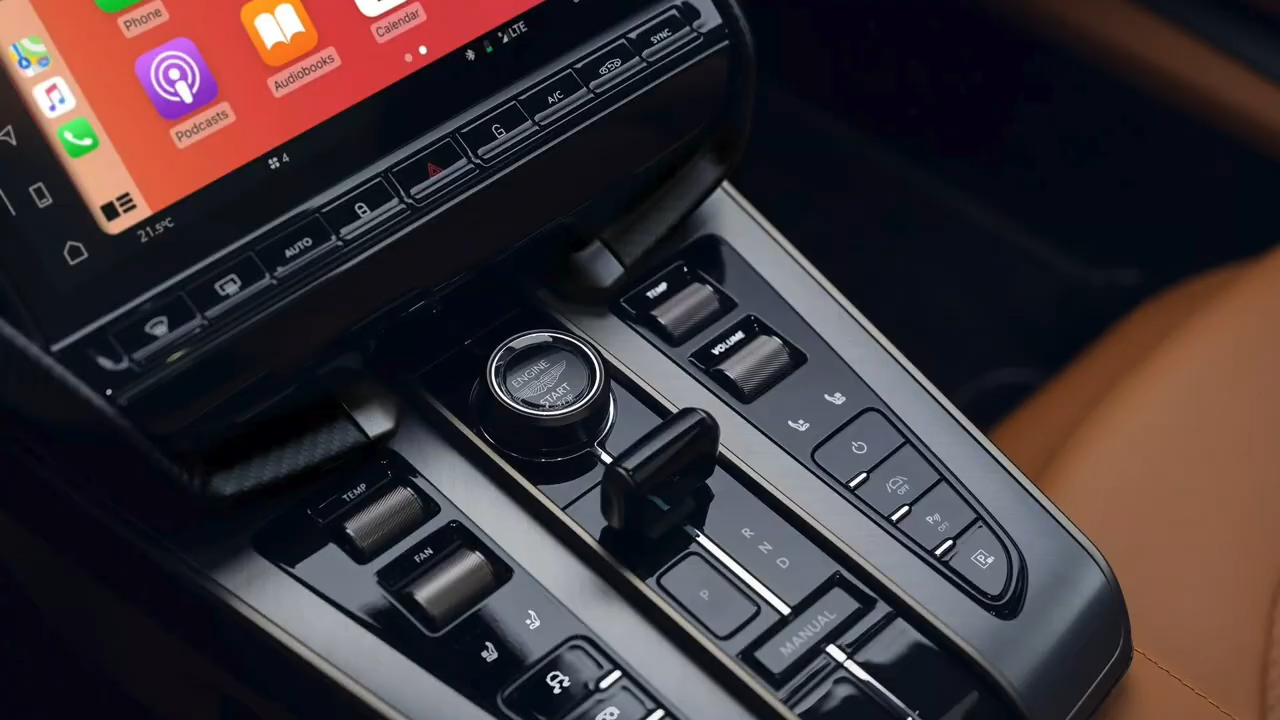 Phone
Podcasts
Audiobooks
Calendar
LTE
4
21.5°C
AUTO
A/C
SYNC
ENGINE
START
STOP
TEMP
VOLUME
TEMP
FAN
OFF
OFF
P
R
N
D
P
MANUAL